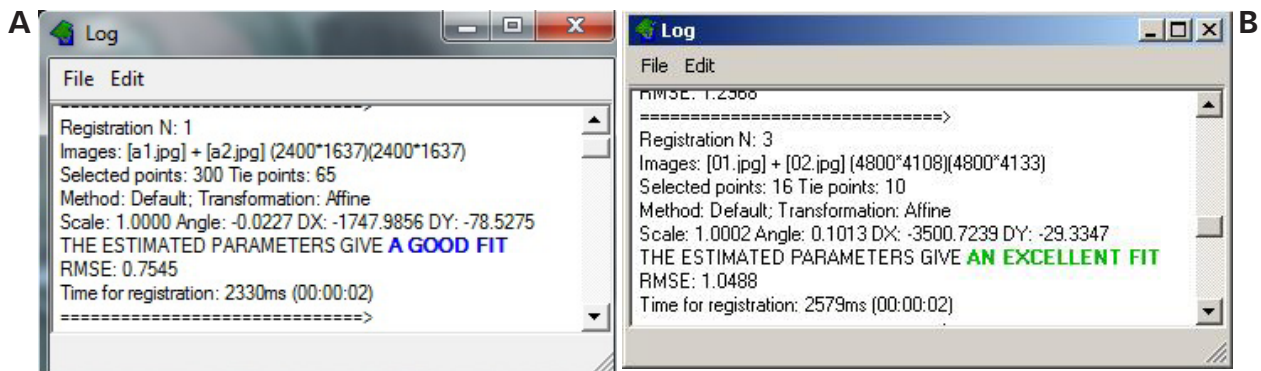 A
Log
File Edit
==============================>
Registration N: 1
Images: [a1.jpg] + [a2.jpg] (2400*1637)(2400*1637)
Selected points: 300 Tie points: 65
Method: Default; Transformation: Affine
Scale: 1.0000 Angle: -0.0227 DX: -1747.9856 DY: -78.5275
THE ESTIMATED PARAMETERS GIVE A GOOD FIT
RMSE: 0.7545
Time for registration: 2330ms (00:00:02)
==============================>
B
Log
File Edit
RMSE: 1.2968
==============================>
Registration N: 3
Images: [01.jpg] + [02.jpg] (4800*4108)(4800*4133)
Selected points: 16 Tie points: 10
Method: Default; Transformation: Affine
Scale: 1.0002 Angle: 0.1013 DX: -3500.7239 DY: -29.3347
THE ESTIMATED PARAMETERS GIVE AN EXCELLENT FIT
RMSE: 1.0488
Time for registration: 2579ms (00:00:02)